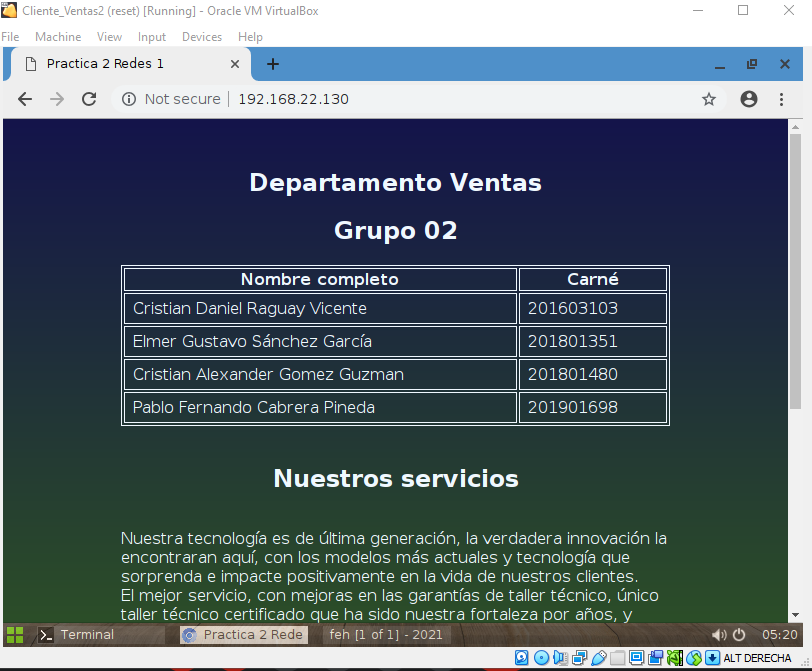 Cliente_Ventas2 (reset) [Running] - Oracle VM VirtualBox
File Machine View Input Devices Help
Practica 2 Redes 1
Not secure 192.168.22.130
Departamento Ventas
Grupo 02
Nombre completo Carné
Cristian Daniel Raguay Vicente 201603103
Elmer Gustavo Sánchez García 201801351
Cristian Alexander Gomez Guzman 201801480
Pablo Fernando Cabrera Pineda 201901698
Nuestros servicios
Nuestra tecnología es de última generación, la verdadera innovación la
encontraran aquí, con los modelos más actuales y tecnología que
sorprenda e impacte positivamente en la vida de nuestros clientes.
El mejor servicio, con mejoras en las garantías de taller técnico, único
taller técnico certificado que ha sido nuestra fortaleza por años, y
Terminal Practica 2 Rede feh [1 of 1] - 2021 05:20
ALT DERECHA